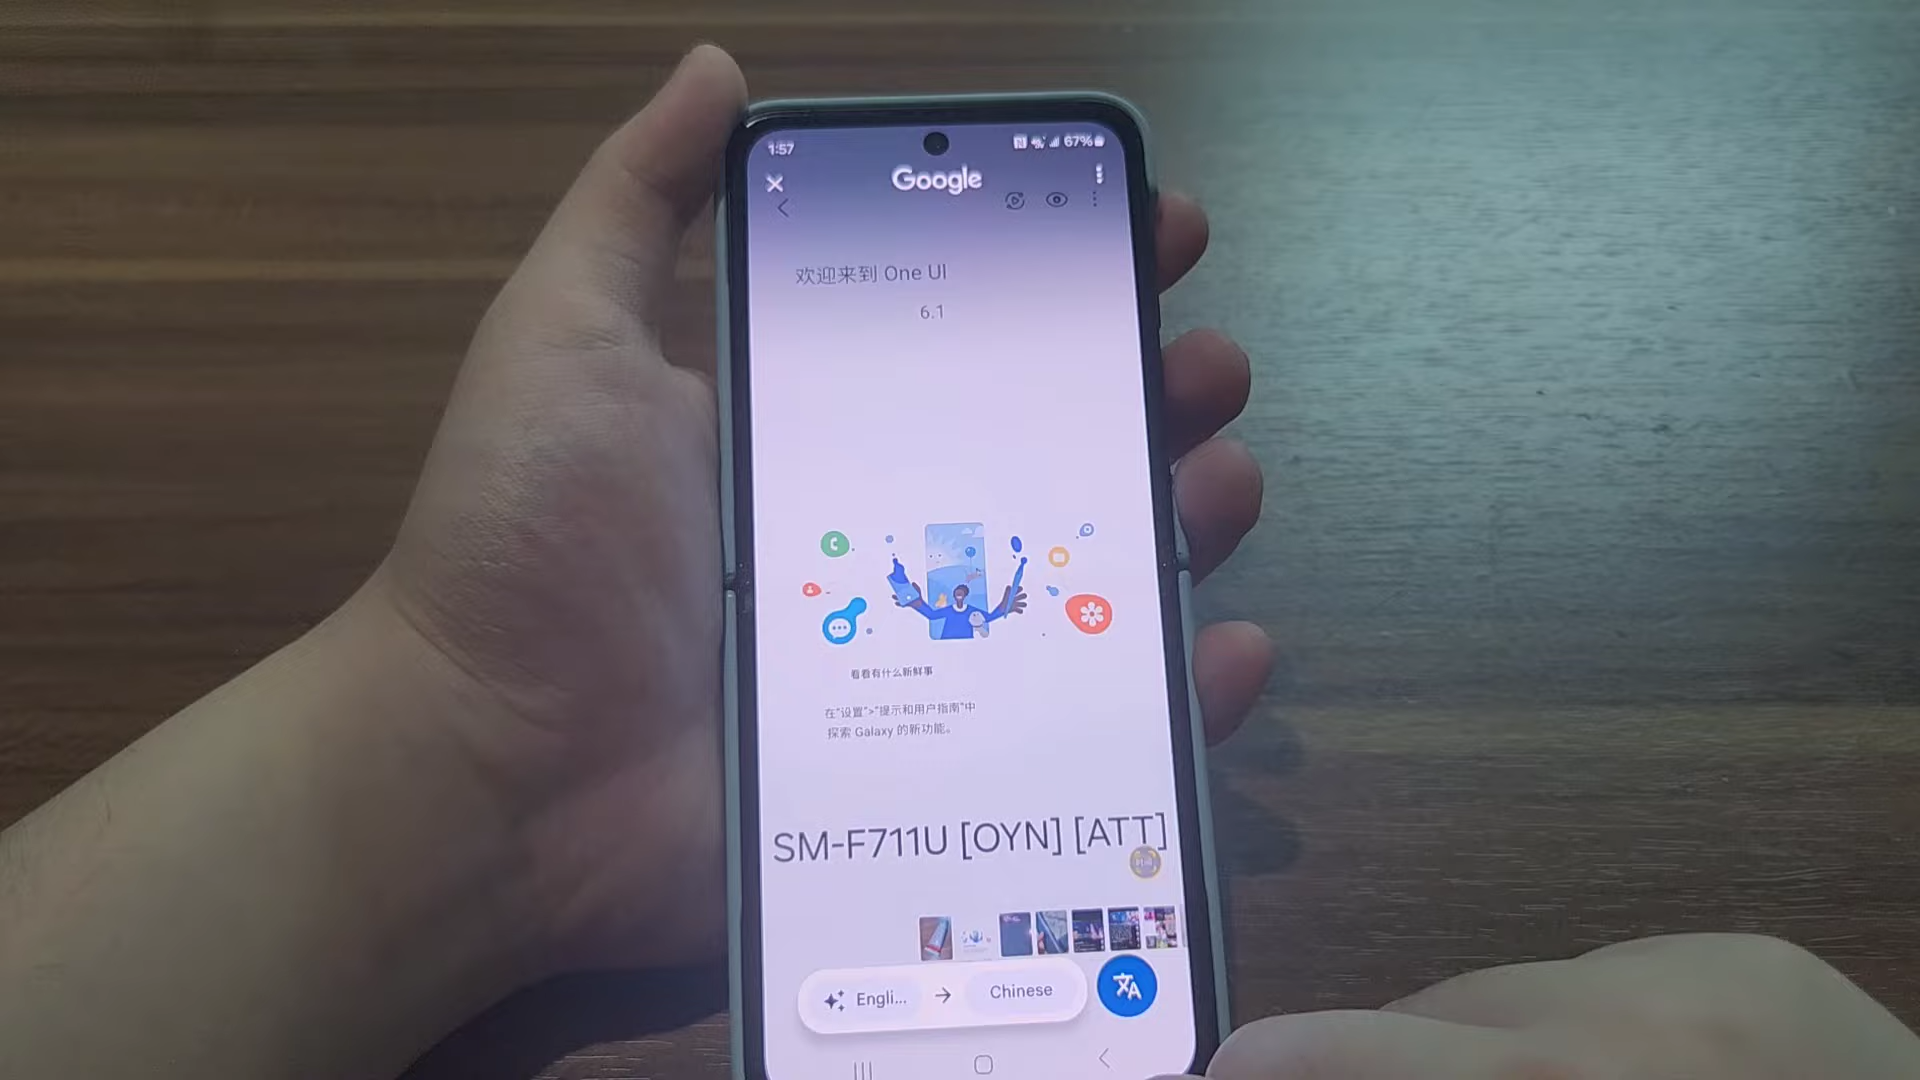 1:57
67%
Google
欢迎来到 One UI
6.1
看看有什么新鲜事
在“设置”>“提示和用户指南”中
探索 Galaxy 的新功能。
SM-F711U [OYN] [ATT]
Engli...
Chinese